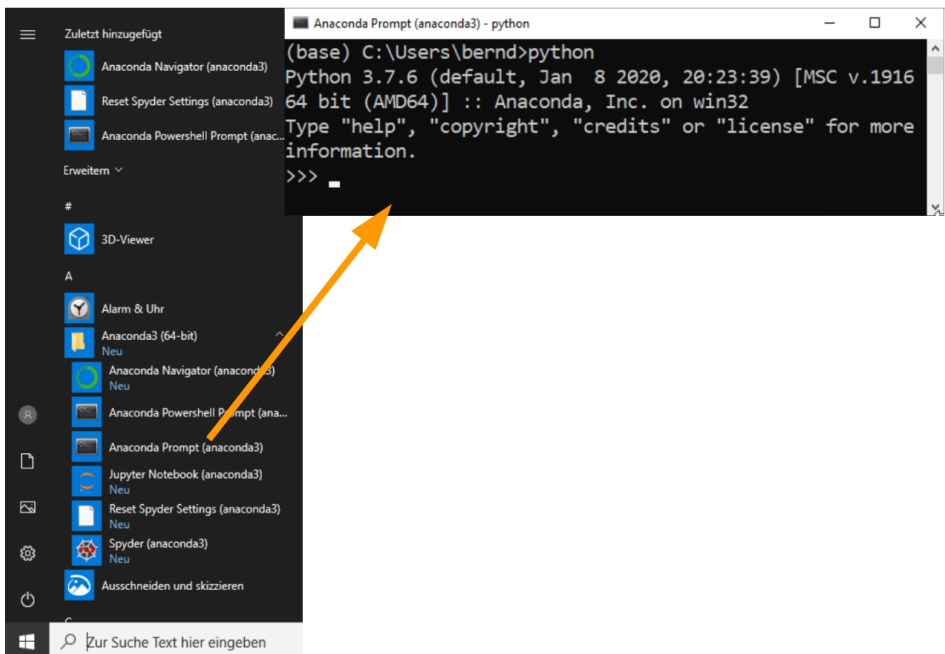 Zuletzt hinzugefügt
Anaconda Navigator (anaconda3)
Reset Spyder Settings (anaconda3)
Anaconda Powershell Prompt (anac...
Erweitern
#
3D-Viewer
A
Alarm & Uhr
Anaconda3 (64-bit)
Neu
Anaconda Navigator (anaconda3)
Neu
Anaconda Powershell Prompt (ana...
Anaconda Prompt (anaconda3)
Jupyter Notebook (anaconda3)
Neu
Reset Spyder Settings (anaconda3)
Neu
Spyder (anaconda3)
Neu
Ausschneiden und skizzieren
Zur Suche Text hier eingeben
Anaconda Prompt (anaconda3) - python
(base) C:\Users\bernd>python
Python 3.7.6 (default, Jan  8 2020, 20:23:39) [MSC v.1916
64 bit (AMD64)] :: Anaconda, Inc. on win32
Type "help", "copyright", "credits" or "license" for more
information.
>>>